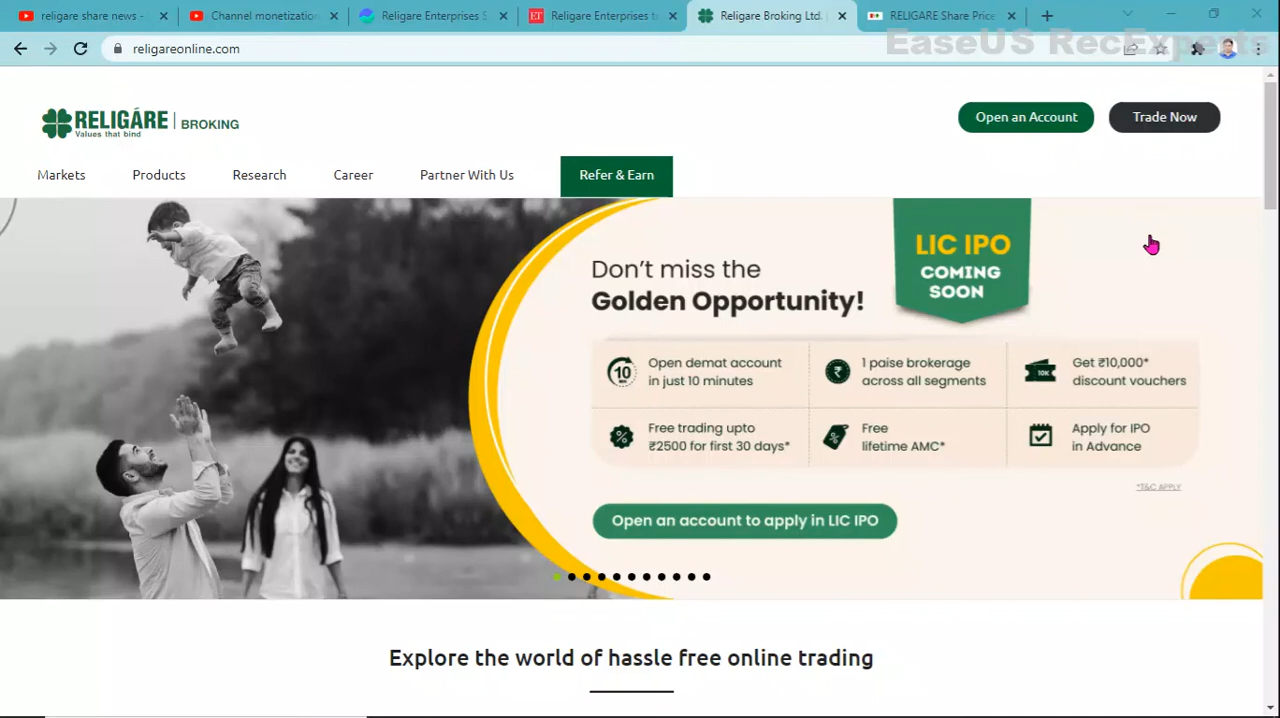 religare share news -
Channel monetization
Religare Enterprises S
ET
Religare Enterprises t
Religare Broking Ltd.
RELIGARE Share Price
religareonline.com
EaseUS RecExperts
RELIGÁRE BROKING
Values that bind
Open an Account
Trade Now
Markets
Products
Research
Career
Partner With Us
Refer & Earn
LIC IPO
COMING
SOON
Don't miss the
Golden Opportunity!
10
MINS
Open demat account
in just 10 minutes
₹
1 paise brokerage
across all segments
10K
Get ₹10,000*
discount vouchers
%
Free trading upto
₹2500 for first 30 days*
%
Free
lifetime AMC*
Apply for IPO
in Advance
*T&C APPLY
Open an account to apply in LIC IPO
Explore the world of hassle free online trading